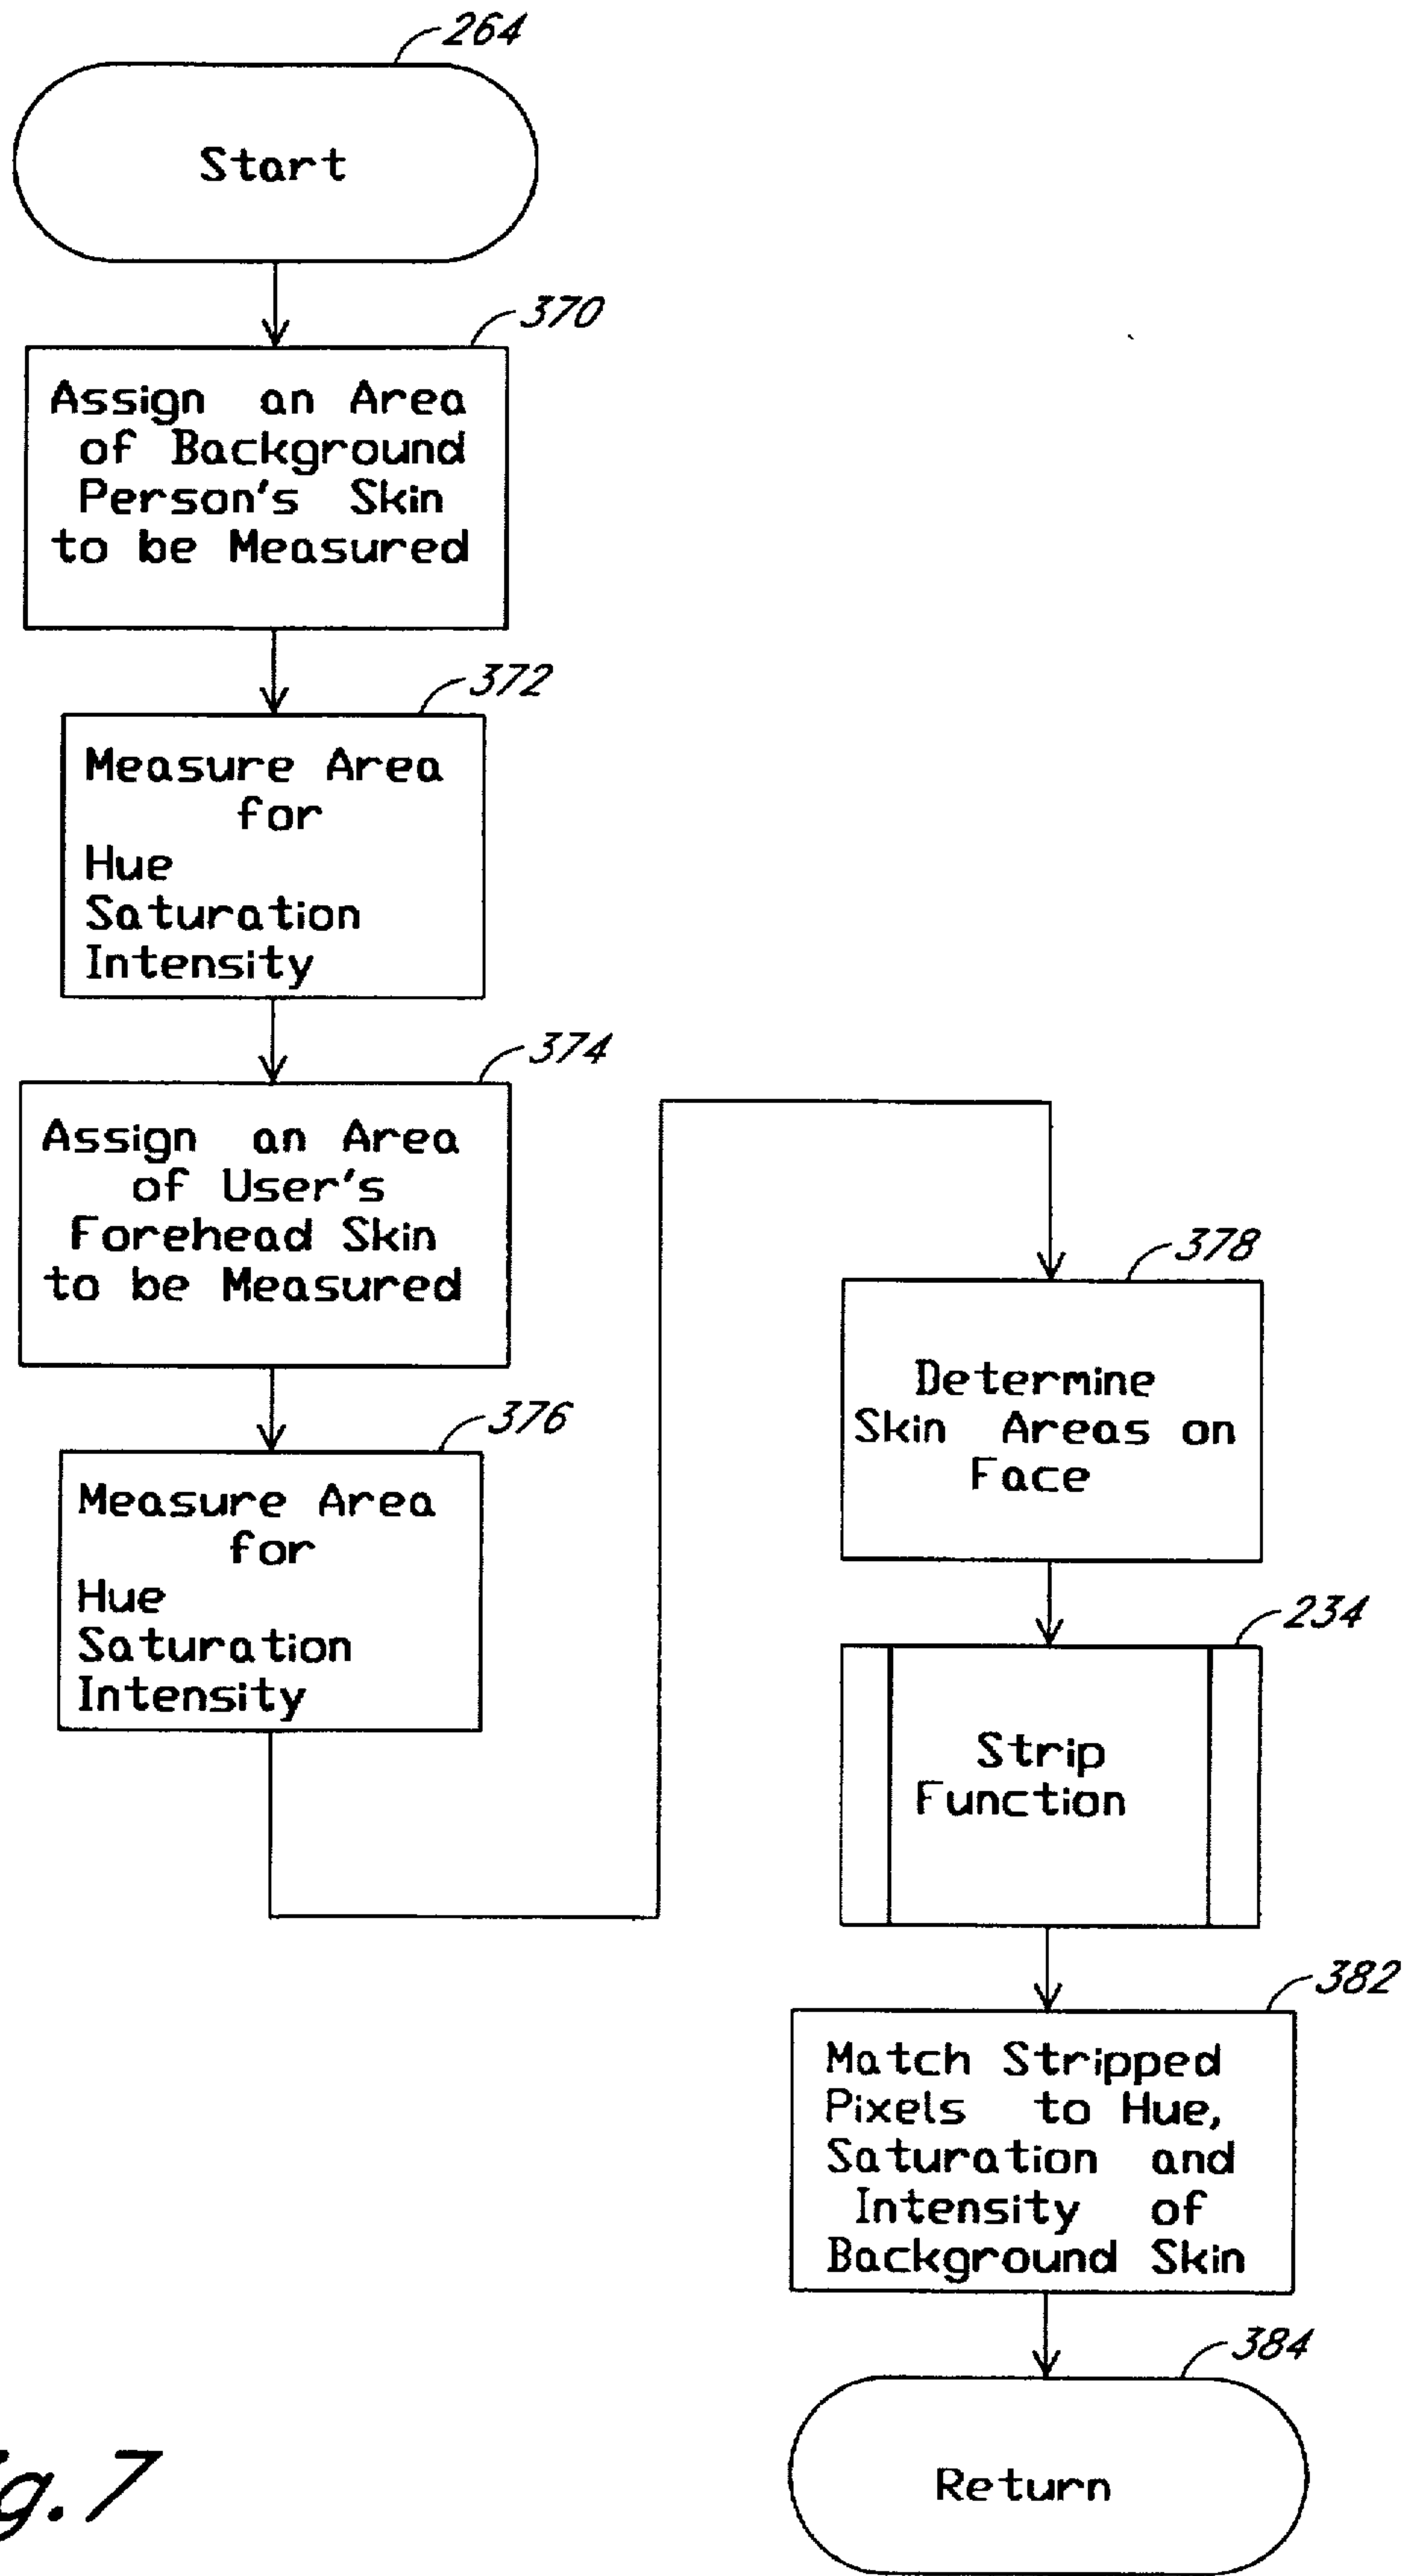 264
Start
370
Assign an Area
of Background
Person's Skin
to be Measured
372
Measure Area
for
Hue
Saturation
Intensity
374
Assign an Area
of User's
Forehead Skin
to be Measured
376
Measure Area
for
Hue
Saturation
Intensity
378
Determine
Skin Areas on
Face
234
Strip
Function
382
Match Stripped
Pixels to Hue,
Saturation and
Intensity of
Background Skin
384
Return
g.7